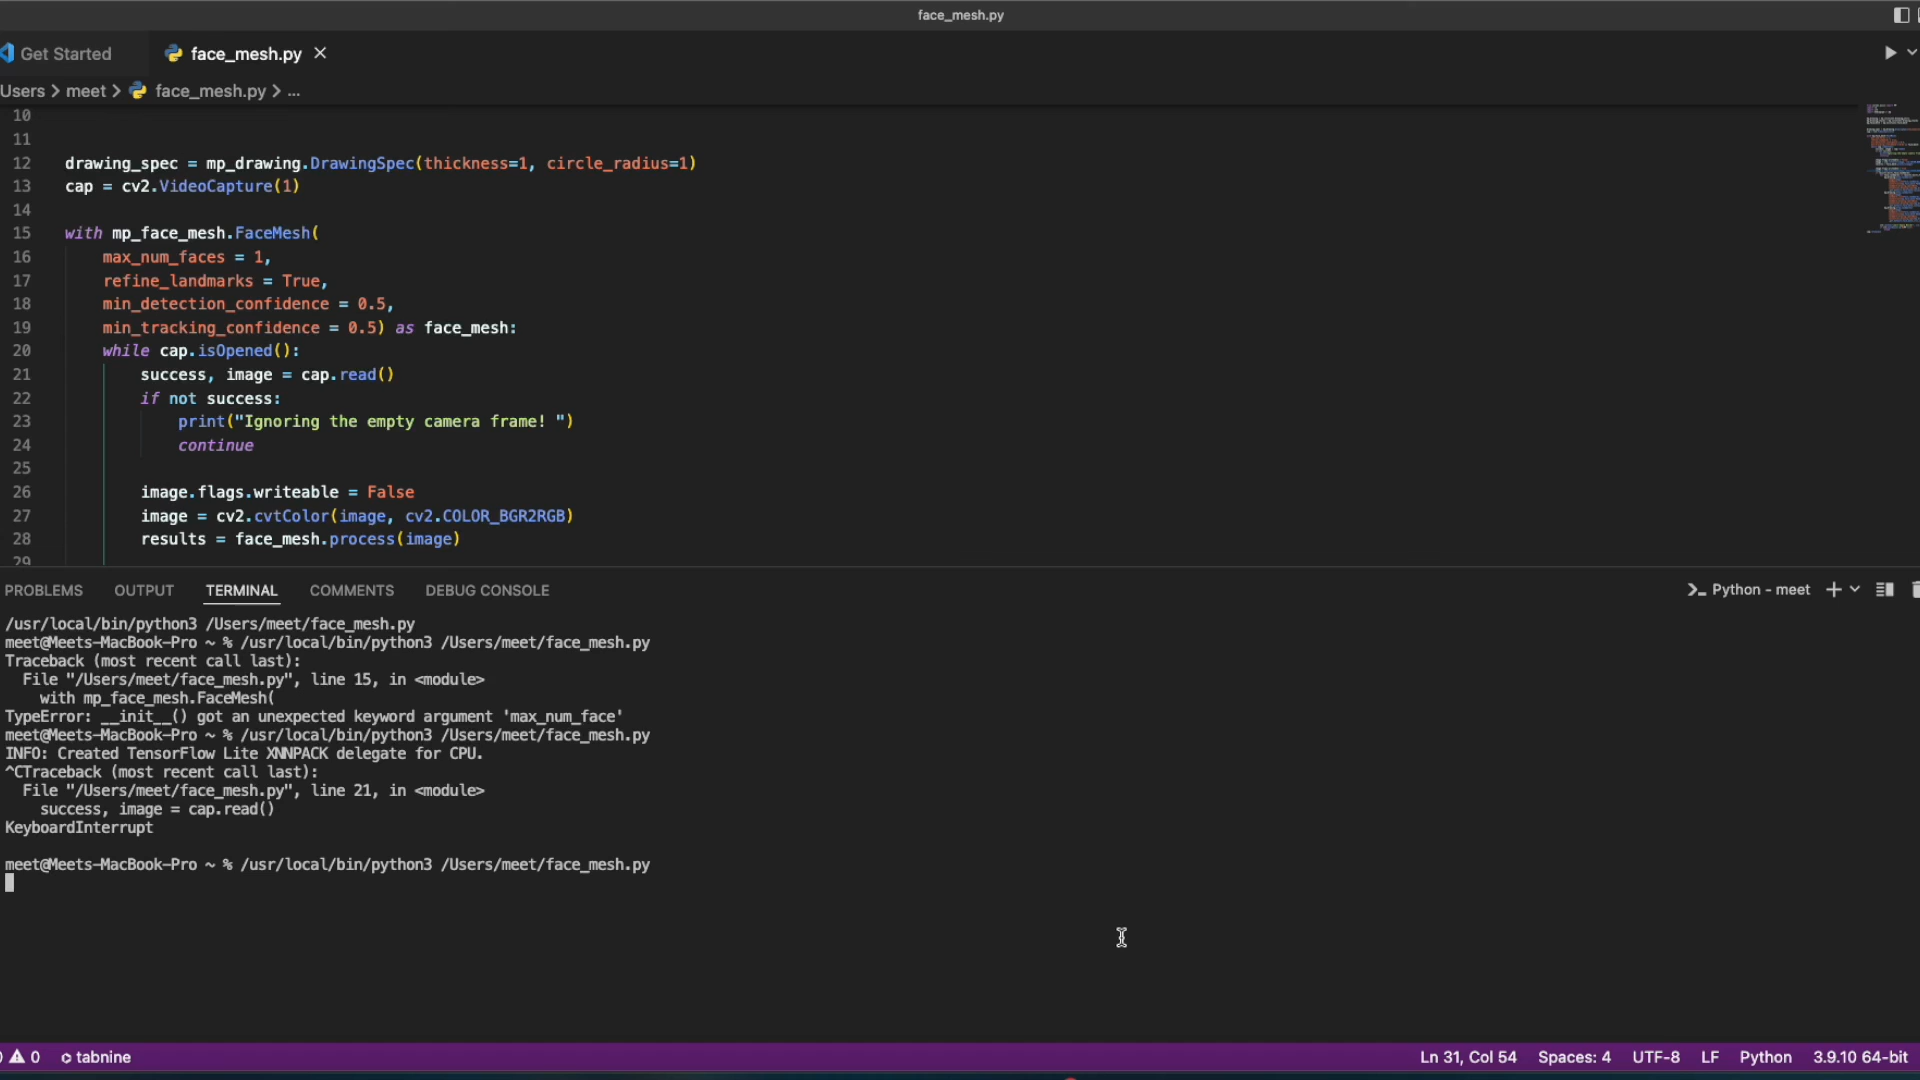 face_mesh.py
Get Started
face_mesh.py
Users > meet > face_mesh.py > ...
10
11
12 drawing_spec = mp_drawing.DrawingSpec(thickness=1, circle_radius=1)
13 cap = cv2.VideoCapture(1)
14
15 with mp_face_mesh.FaceMesh(
16 max_num_faces = 1,
17 refine_landmarks = True,
18 min_detection_confidence = 0.5,
19 min_tracking_confidence = 0.5) as face_mesh:
20 while cap.isOpened():
21 success, image = cap.read()
22 if not success:
23 print("Ignoring the empty camera frame! ")
24 continue
25
26 image.flags.writeable = False
27 image = cv2.cvtColor(image, cv2.COLOR_BGR2RGB)
28 results = face_mesh.process(image)
29
PROBLEMS OUTPUT TERMINAL COMMENTS DEBUG CONSOLE
Python - meet
/usr/local/bin/python3 /Users/meet/face_mesh.py
meet@Meets-MacBook-Pro ~ % /usr/local/bin/python3 /Users/meet/face_mesh.py
Traceback (most recent call last):
File "/Users/meet/face_mesh.py", line 15, in <module>
with mp_face_mesh.FaceMesh(
TypeError: __init__() got an unexpected keyword argument 'max_num_face'
meet@Meets-MacBook-Pro ~ % /usr/local/bin/python3 /Users/meet/face_mesh.py
INFO: Created TensorFlow Lite XNNPACK delegate for CPU.
^CTraceback (most recent call last):
File "/Users/meet/face_mesh.py", line 21, in <module>
success, image = cap.read()
KeyboardInterrupt
meet@Meets-MacBook-Pro ~ % /usr/local/bin/python3 /Users/meet/face_mesh.py
0 tabnine
Ln 31, Col 54 Spaces: 4 UTF-8 LF Python 3.9.10 64-bit